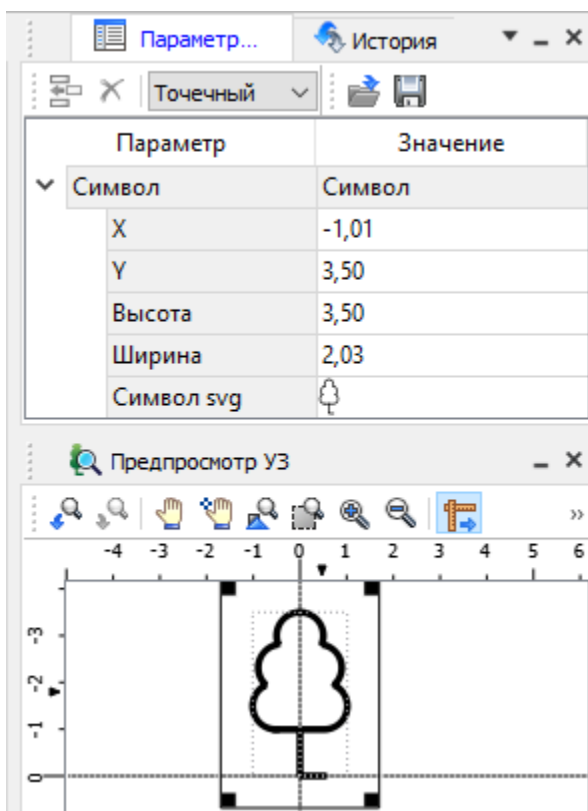 Параметр... История
Точечный
Параметр Значение
Символ Символ
X -1,01
Y 3,50
Высота 3,50
Ширина 2,03
Символ svg
Предпросмотр УЗ
»
-4 -3 -2 -1 0 1 2 3 4 5 6
-3
-2
-1
0